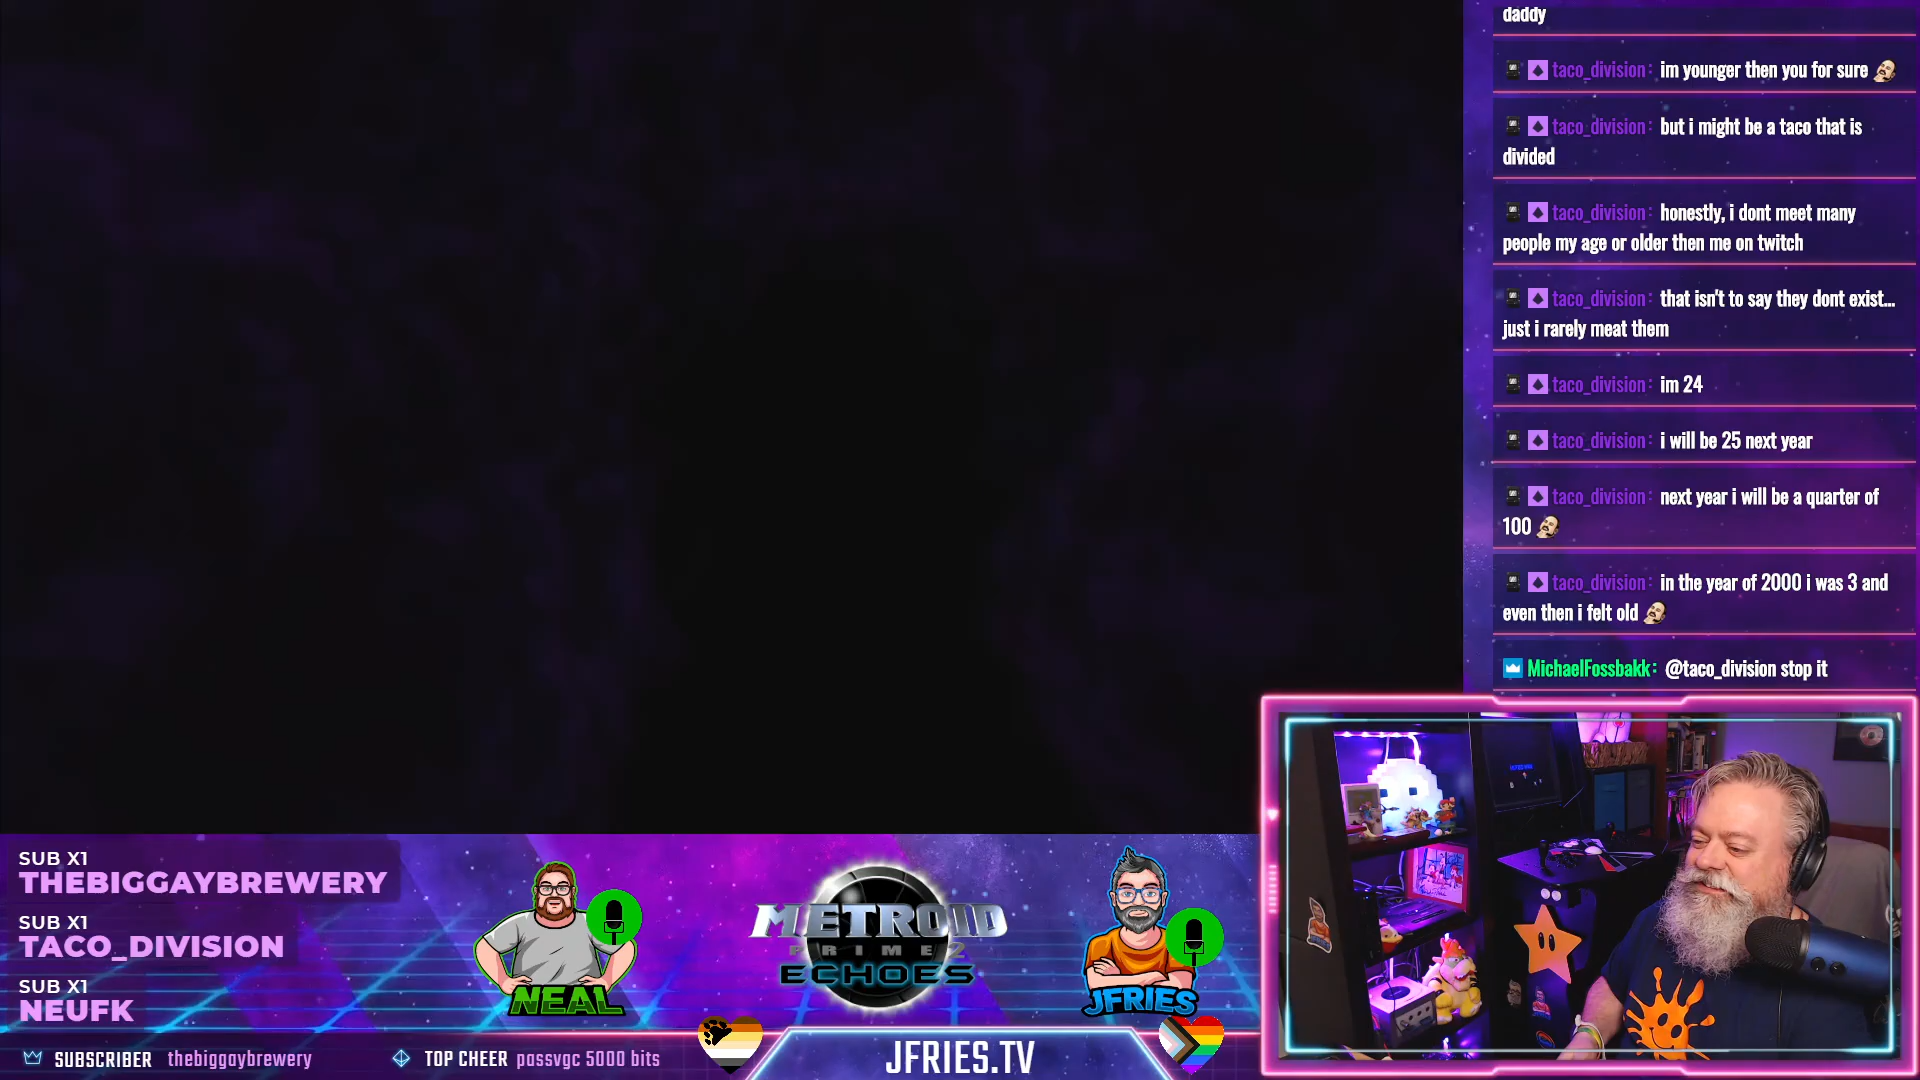 daddy
taco_division: im younger then you for sure
taco_division: but i might be a taco that is
divided
taco_division: honestly, i dont meet many
people my age or older then me on twitch
taco_division: that isn't to say they dont exist...
just i rarely meat them
taco_division: im 24
taco_division: i will be 25 next year
taco_division: next year i will be a quarter of
100
taco_division: in the year of 2000 i was 3 and
even then i felt old
MichaelFossbakk: @taco_division stop it
SUB X1
THEBIGGAYBREWERY
SUB X1
TACO_DIVISION
SUB X1
NEUFK
NEAL
METROID
PRIME 2
ECHOES
JFRIES
SUBSCRIBER thebiggaybrewery
TOP CHEER passvgc 5000 bits
JFRIES.TV